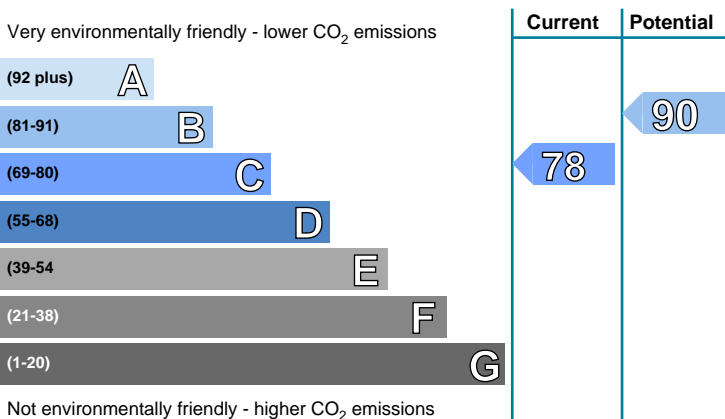 Current Potential
Very environmentally friendly - lower CO2 emissions
(92 plus) A
(81-91) B
90
(69-80) C
78
(55-68) D
(39-54 E
(21-38) F
(1-20) G
Not environmentally friendly - higher CO2 emissions